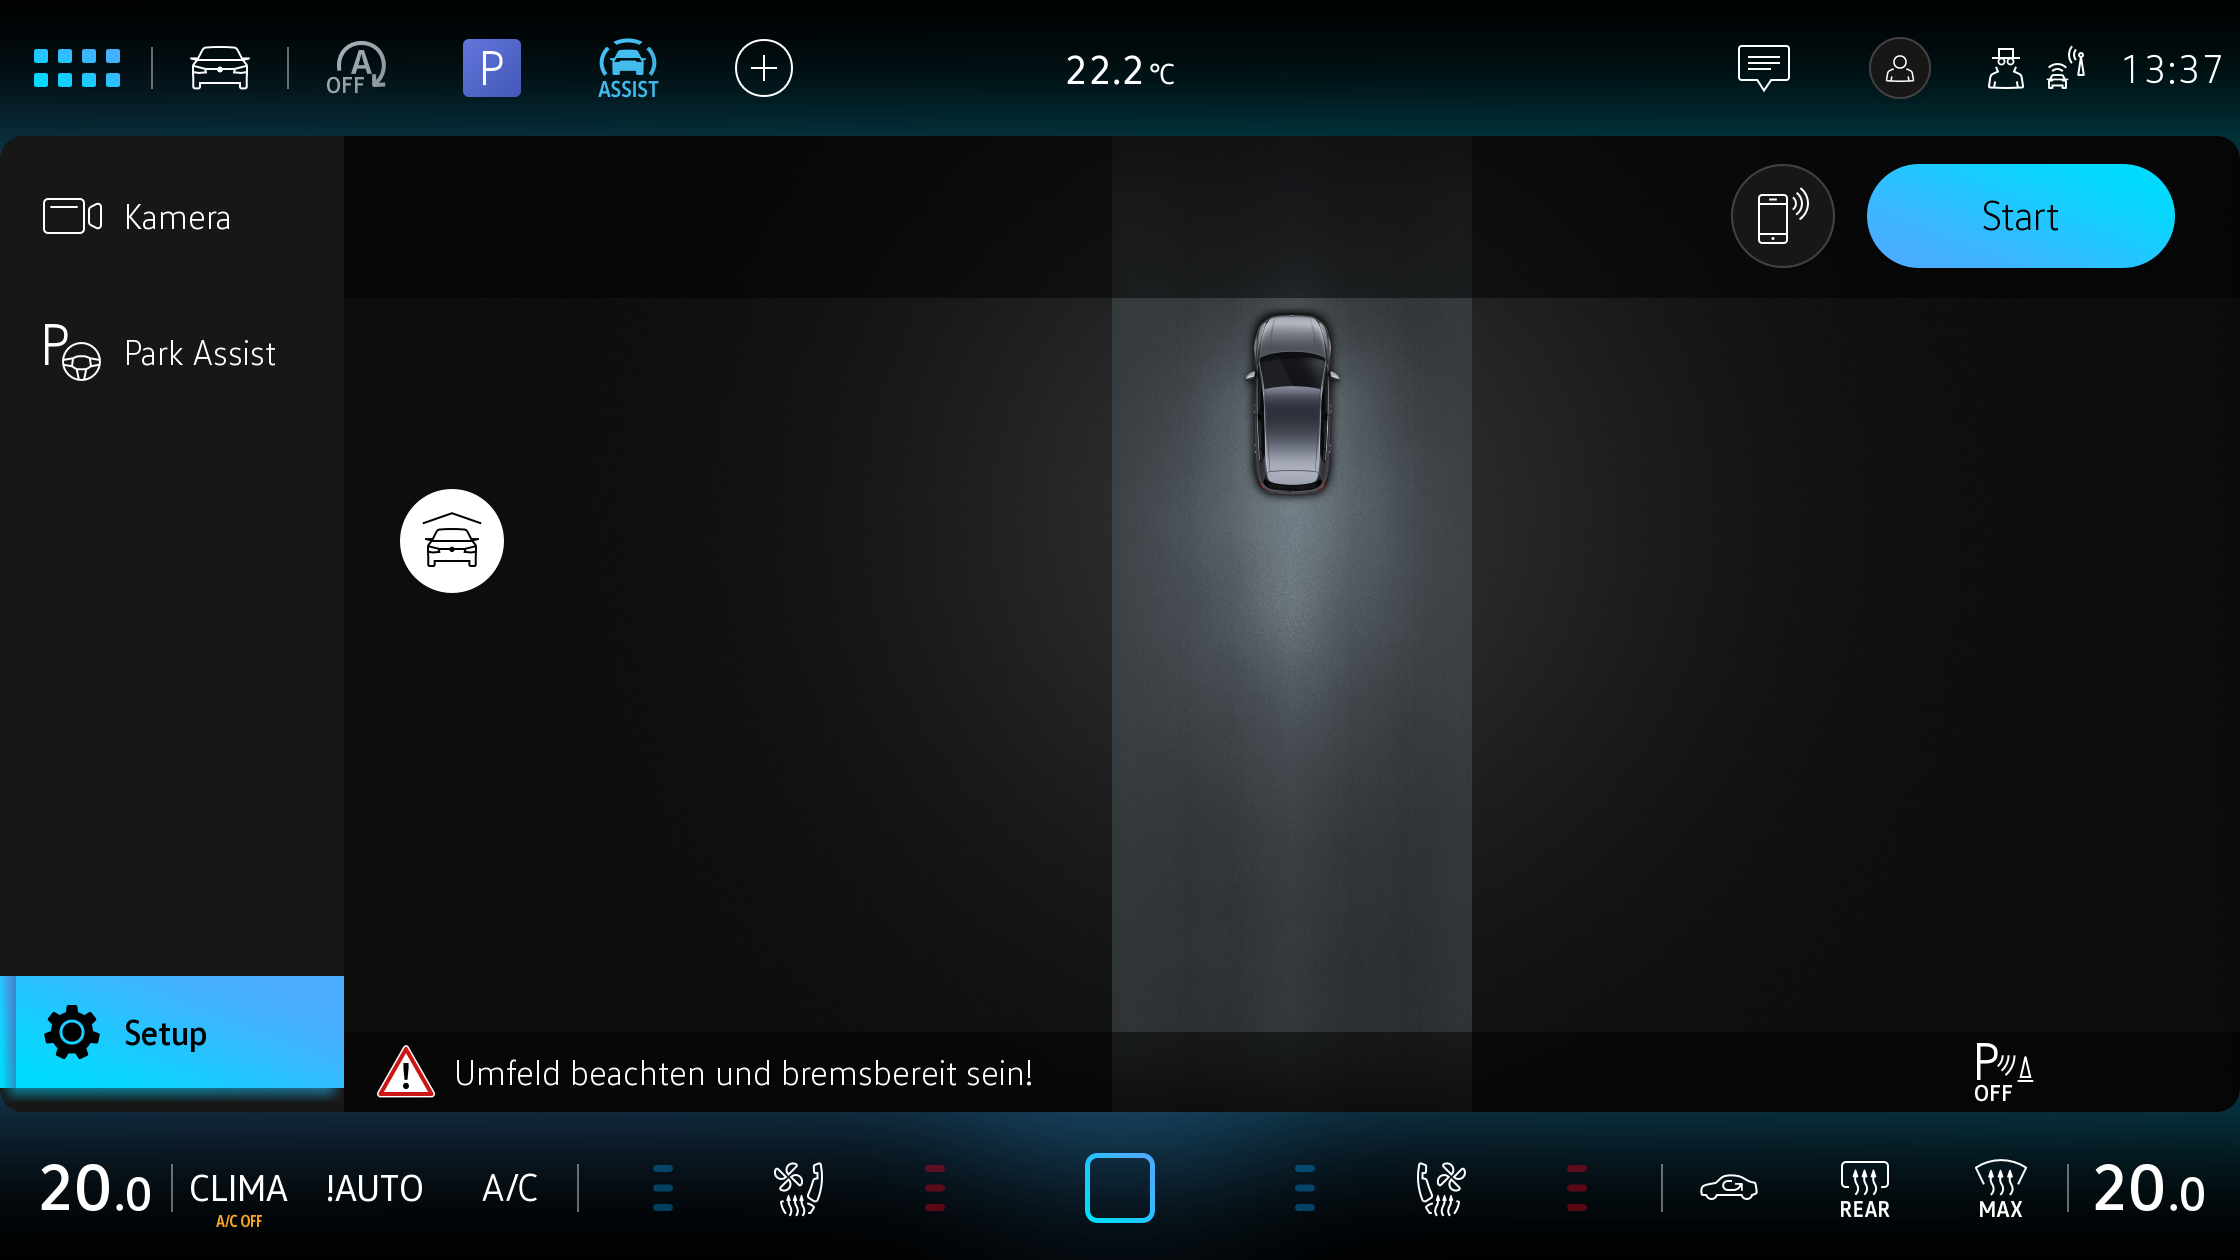 A
OFF
P
ASSIST
22.2 °C
13:37
Kamera
Start
P
Park Assist
Setup
Umfeld beachten und bremsbereit sein!
P
OFF
20.0
CLIMA
A/C OFF
!AUTO
A/C
REAR
MAX
20.0